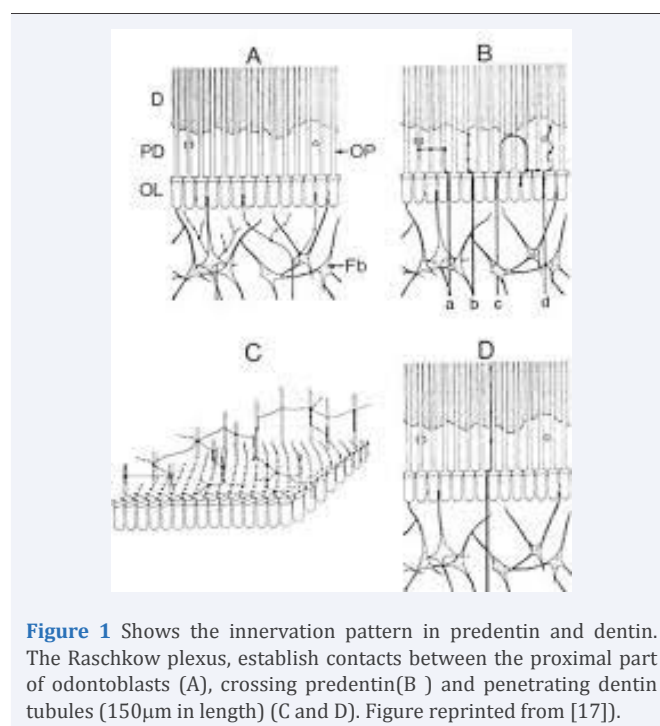 A
B
D
PD
OP
OL
Fb
a b c d
C
D
Figure 1 Shows the innervation pattern in predentin and dentin.
The Raschkow plexus, establish contacts between the proximal part
of odontoblasts (A), crossing predentin(B ) and penetrating dentin
tubules (150μm in length) (C and D). Figure reprinted from [17]).